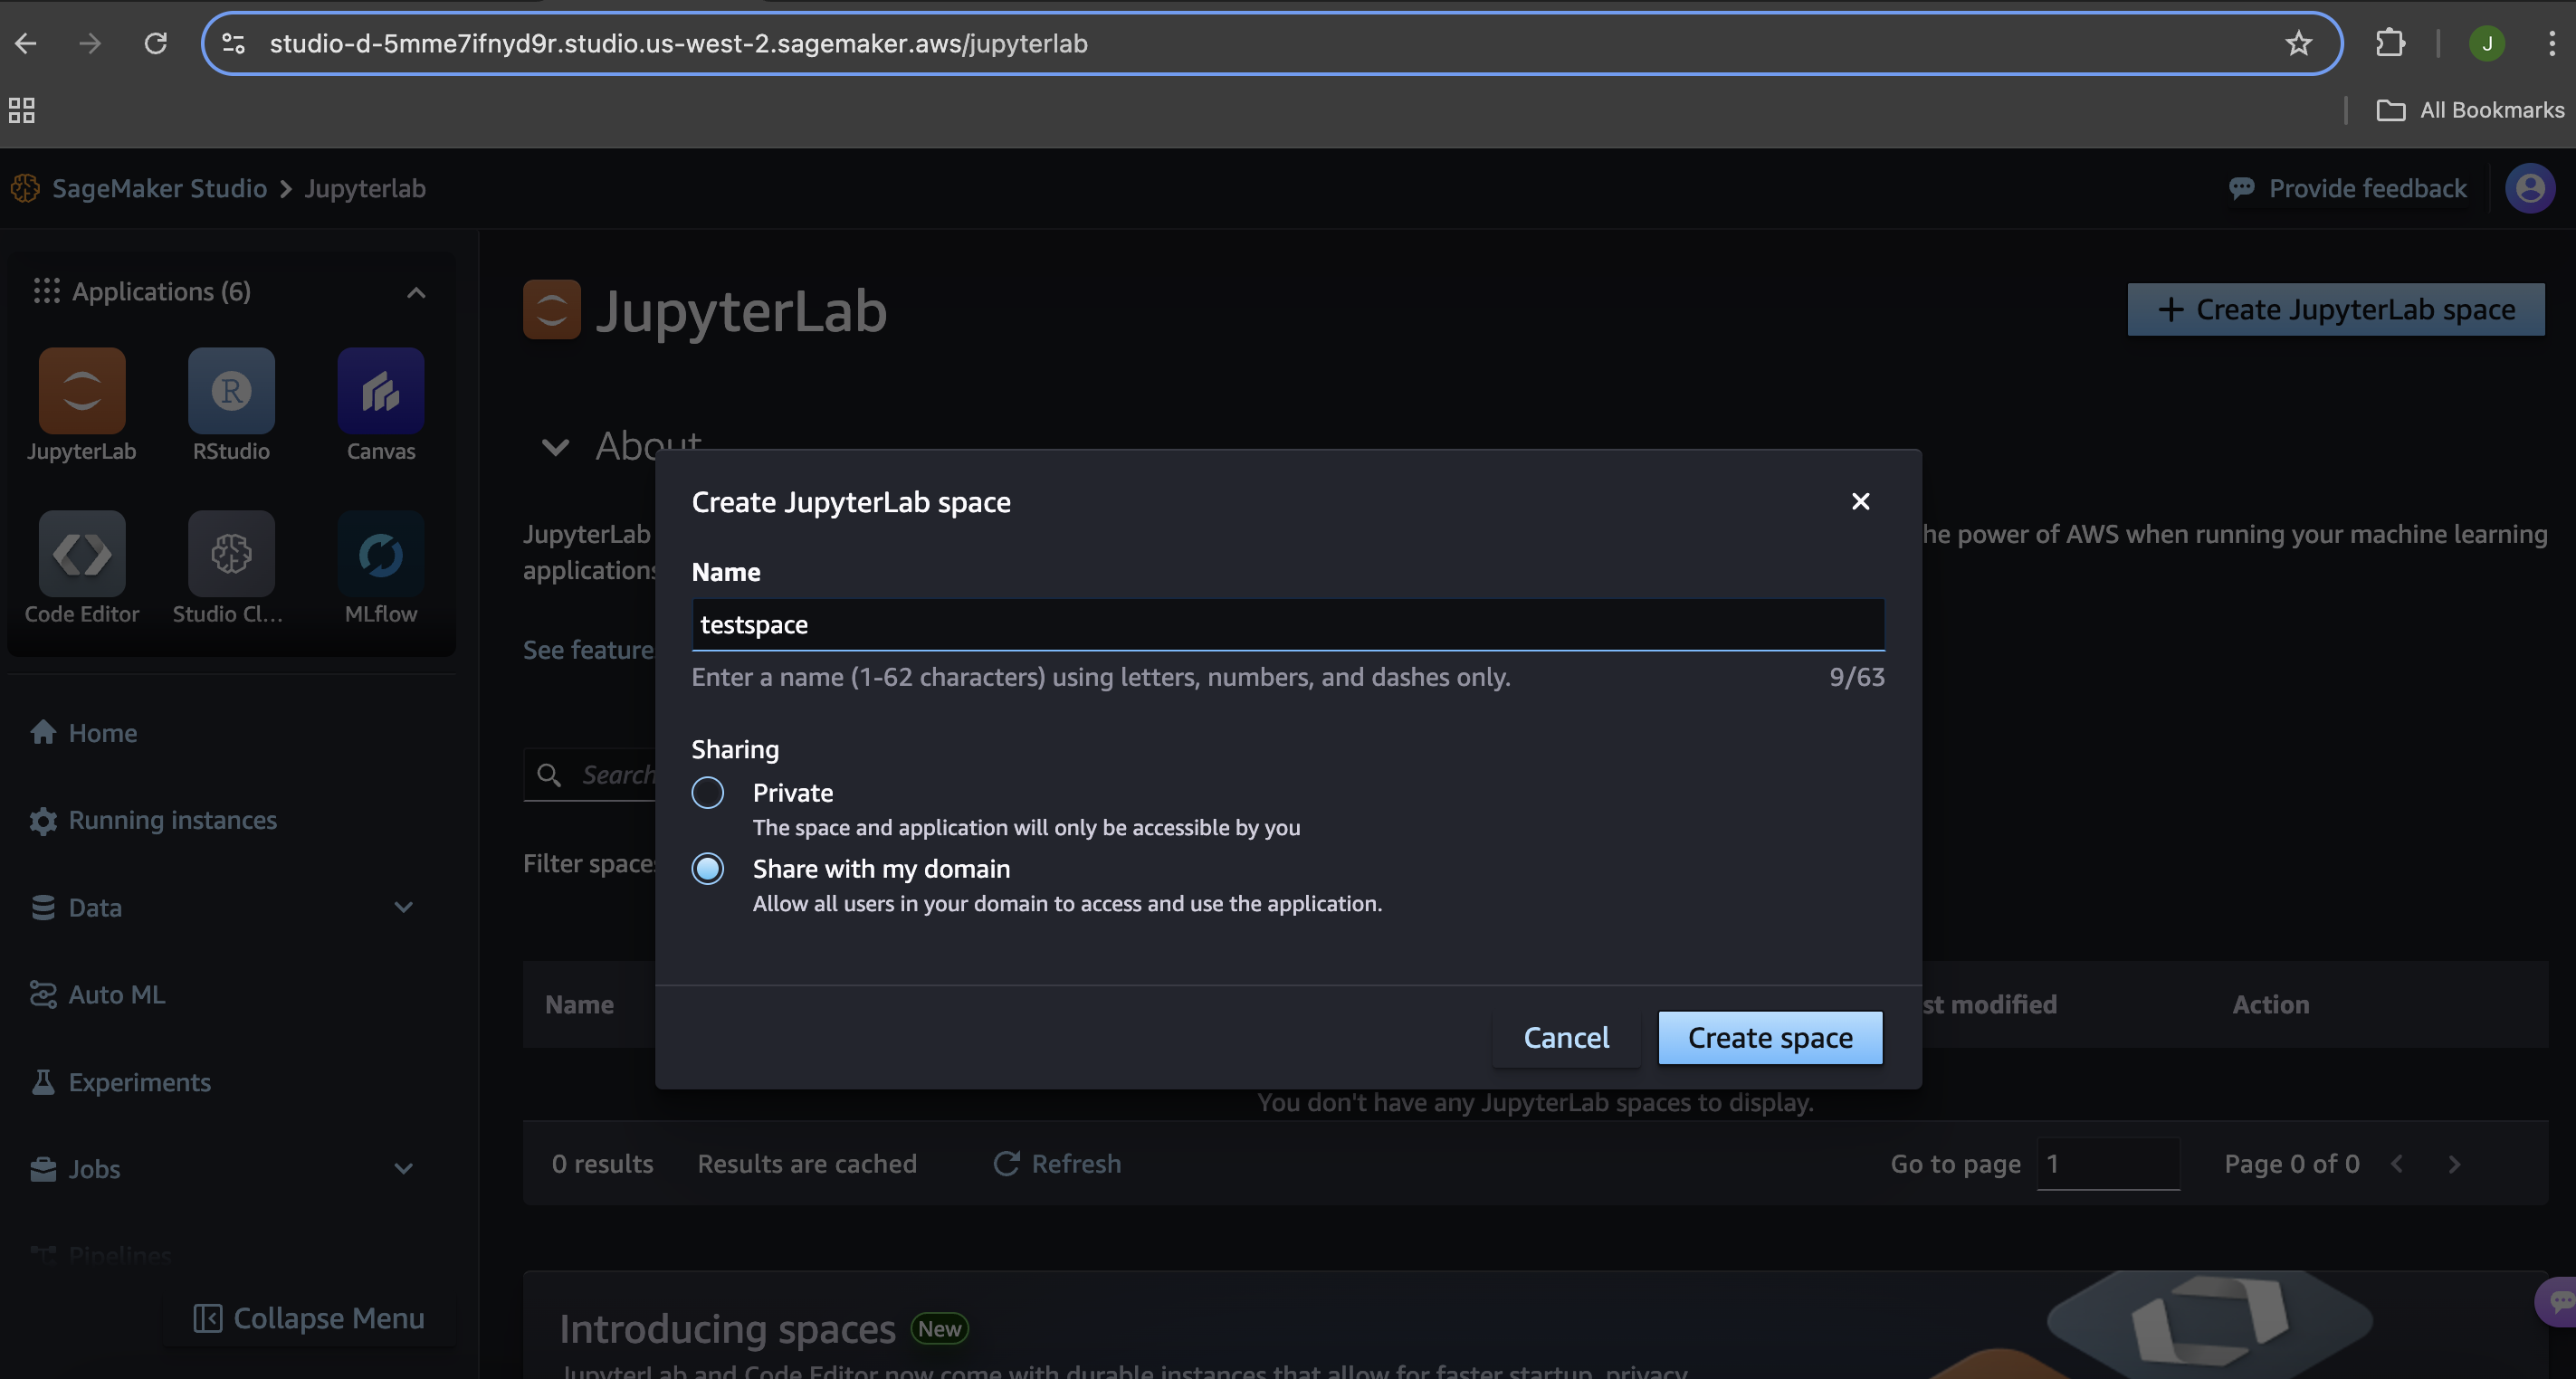 studio-d-5mme7ifnyd9r.studio.us-west-2.sagemaker.aws/jupyterlab
J
All Bookmarks
SageMaker Studio
Jupyterlab
Provide feedback
Applications (6)
JupyterLab
RStudio
Canvas
Code Editor
Studio Cl...
MLflow
Home
Running instances
Data
Auto ML
Experiments
Jobs
Pipelines
Collapse Menu
JupyterLab
+ Create JupyterLab space
About
JupyterLab
he power of AWS when running your machine learning
applications
See feature
Search
Filter spaces
Name
st modified
Action
You don't have any JupyterLab spaces to display.
0 results
Results are cached
Refresh
Go to page
1
Page 0 of 0
Introducing spaces
New
JupyterLab and Code Editor now come with durable instances that allow for faster startup, privacy
Create JupyterLab space
Name
testspace
Enter a name (1-62 characters) using letters, numbers, and dashes only.
9/63
Sharing
Private
The space and application will only be accessible by you
Share with my domain
Allow all users in your domain to access and use the application.
Cancel
Create space